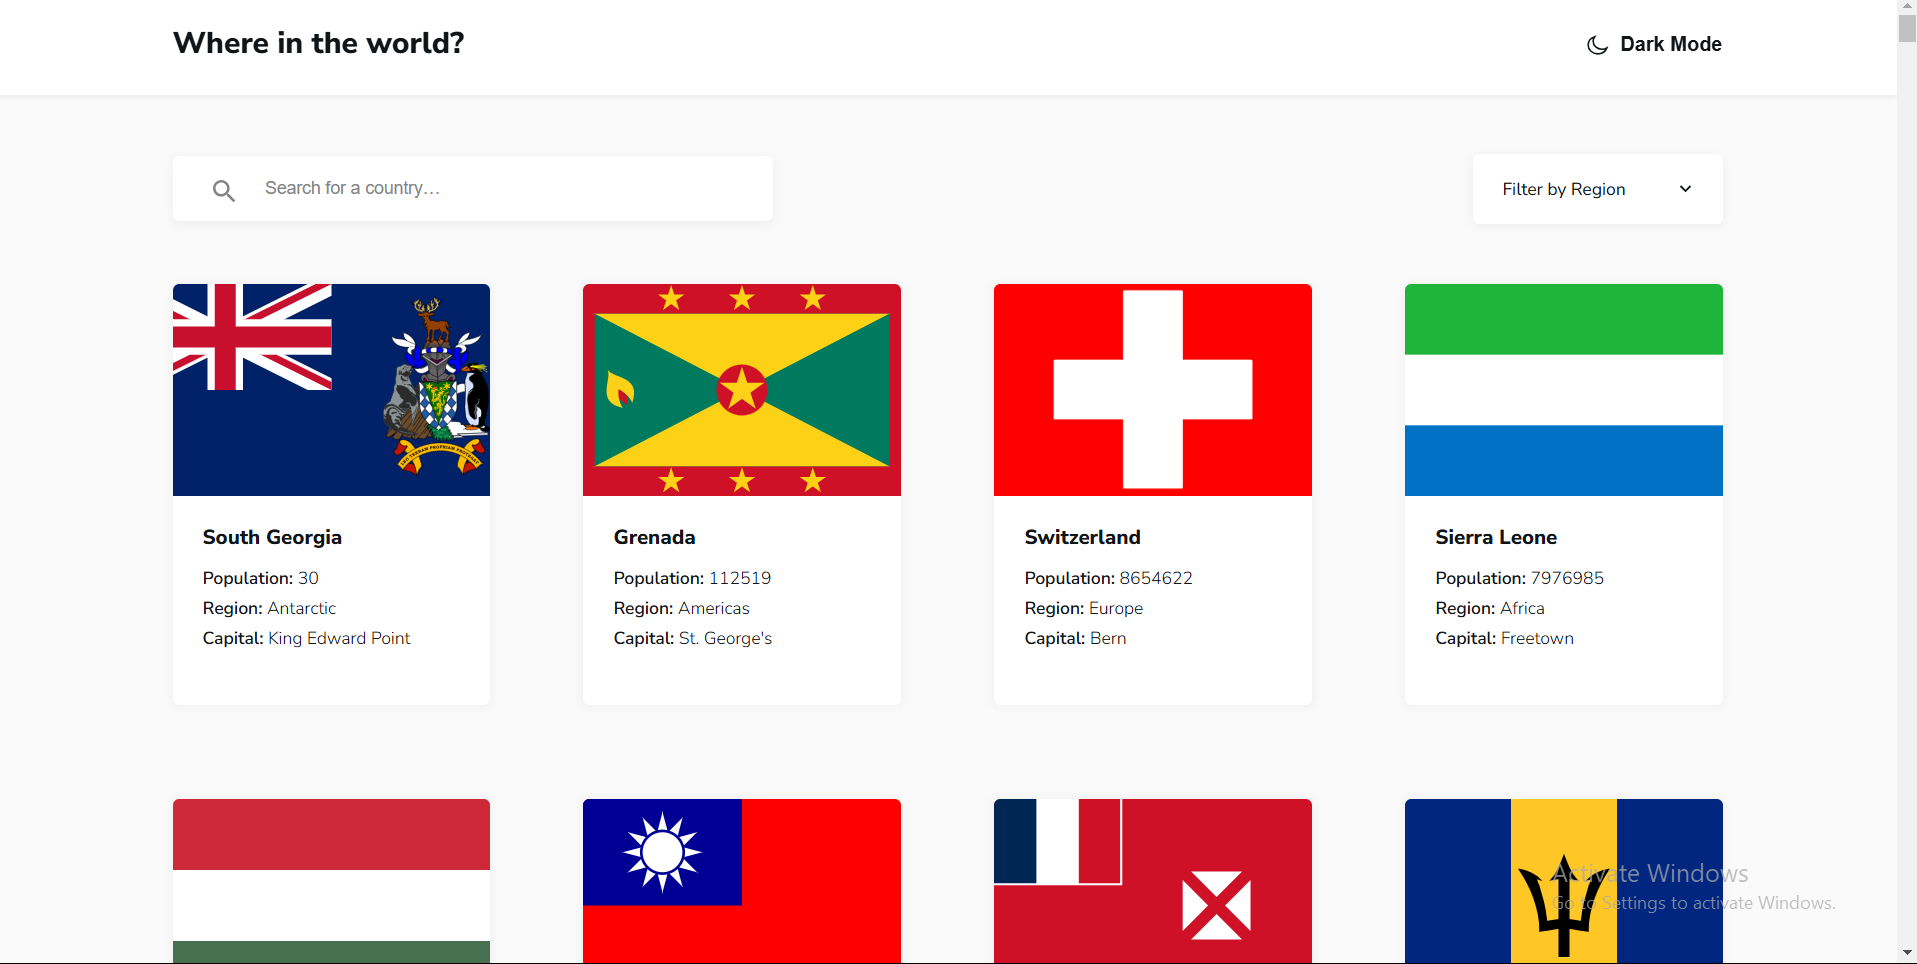 Where in the world?
Dark Mode
Search for a country…
Filter by Region
South Georgia
Population: 30
Region: Antarctic
Capital: King Edward Point
Grenada
Population: 112519
Region: Americas
Capital: St. George's
Switzerland
Population: 8654622
Region: Europe
Capital: Bern
Sierra Leone
Population: 7976985
Region: Africa
Capital: Freetown
Activate Windows
Go to Settings to activate Windows.